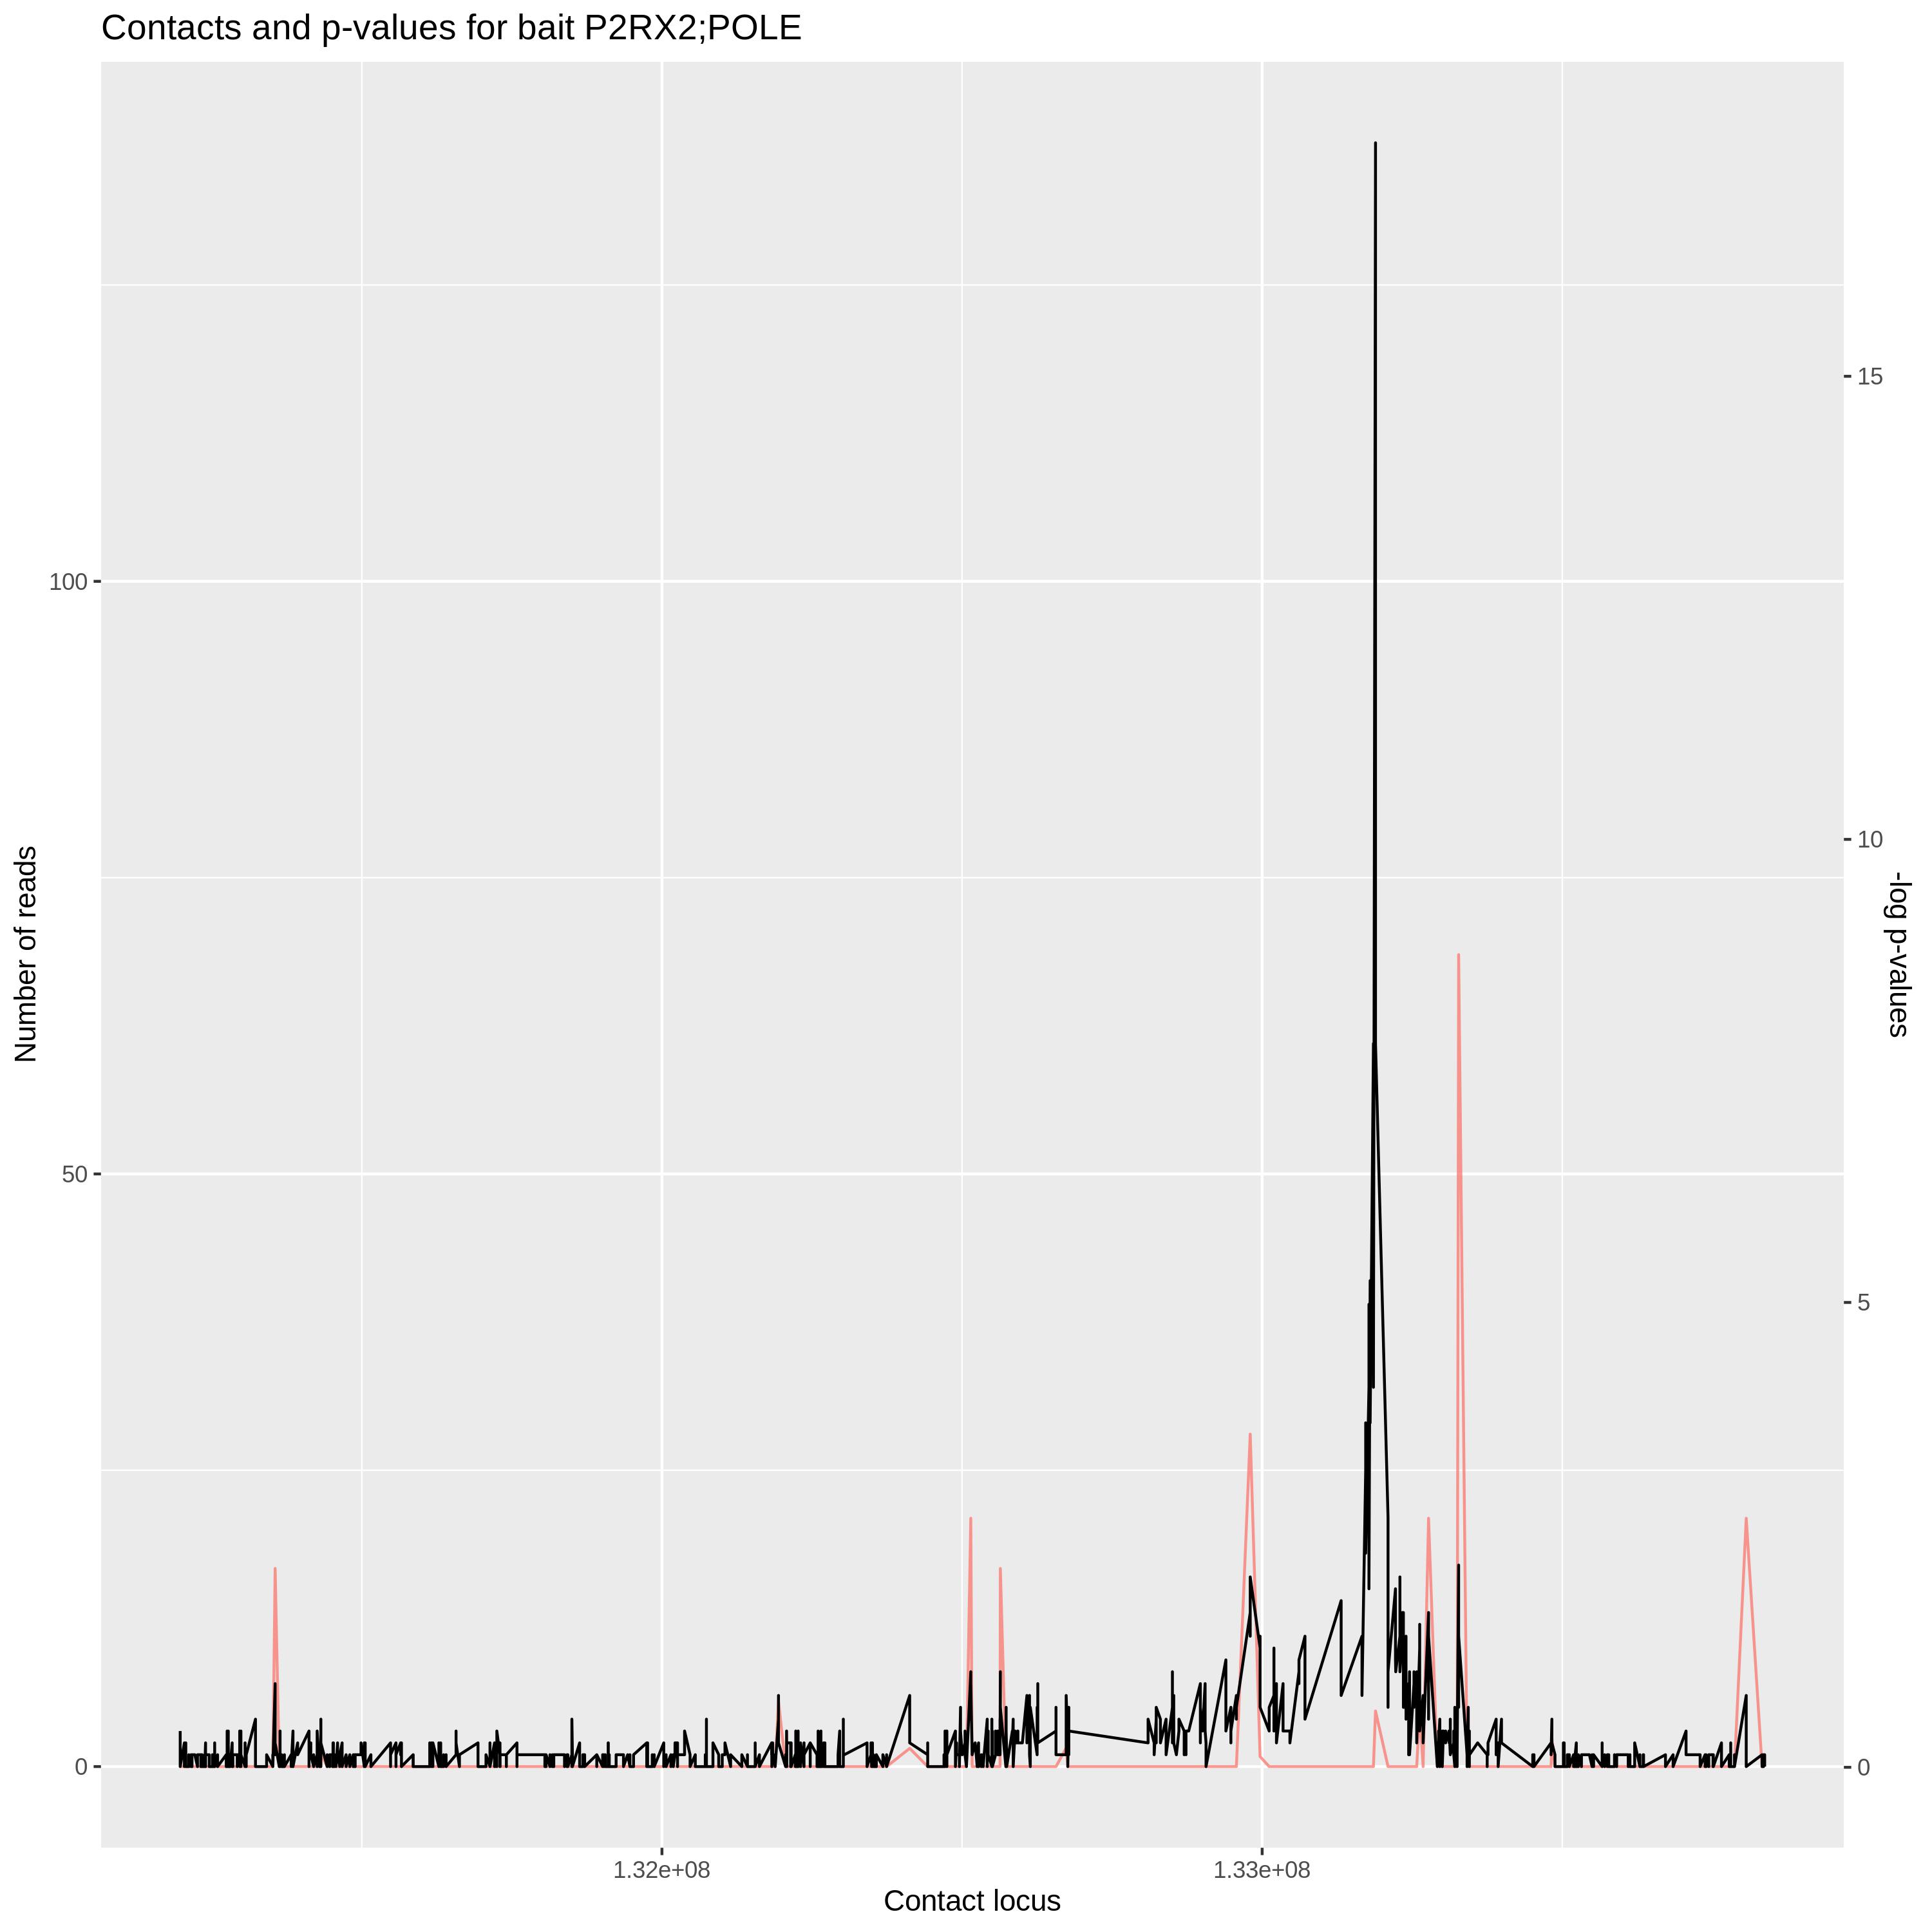 Contacts and p-values for bait P2RX2;POLE
Number of reads
100
50
0
-log p-values
15
10
5
0
1.32e+08
1.33e+08
Contact locus